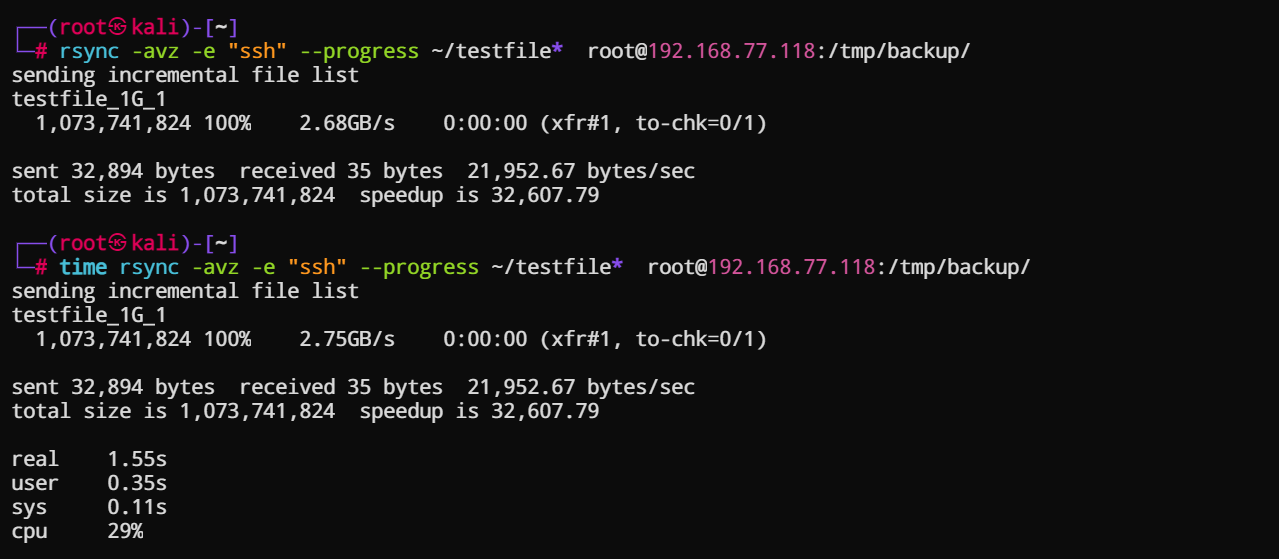 ┌──(root㉿kali)-[~]
└─# rsync -avz -e "ssh" --progress ~/testfile*  root@192.168.77.118:/tmp/backup/
sending incremental file list
testfile_1G_1
  1,073,741,824 100%    2.68GB/s    0:00:00 (xfr#1, to-chk=0/1)

sent 32,894 bytes  received 35 bytes  21,952.67 bytes/sec
total size is 1,073,741,824  speedup is 32,607.79

┌──(root㉿kali)-[~]
└─# time rsync -avz -e "ssh" --progress ~/testfile*  root@192.168.77.118:/tmp/backup/
sending incremental file list
testfile_1G_1
  1,073,741,824 100%    2.75GB/s    0:00:00 (xfr#1, to-chk=0/1)

sent 32,894 bytes  received 35 bytes  21,952.67 bytes/sec
total size is 1,073,741,824  speedup is 32,607.79

real    1.55s
user    0.35s
sys     0.11s
cpu     29%